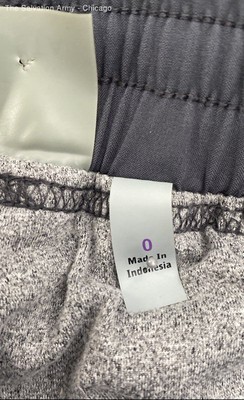 The Salvation Army - Chicago
0
Made In
Indonesia